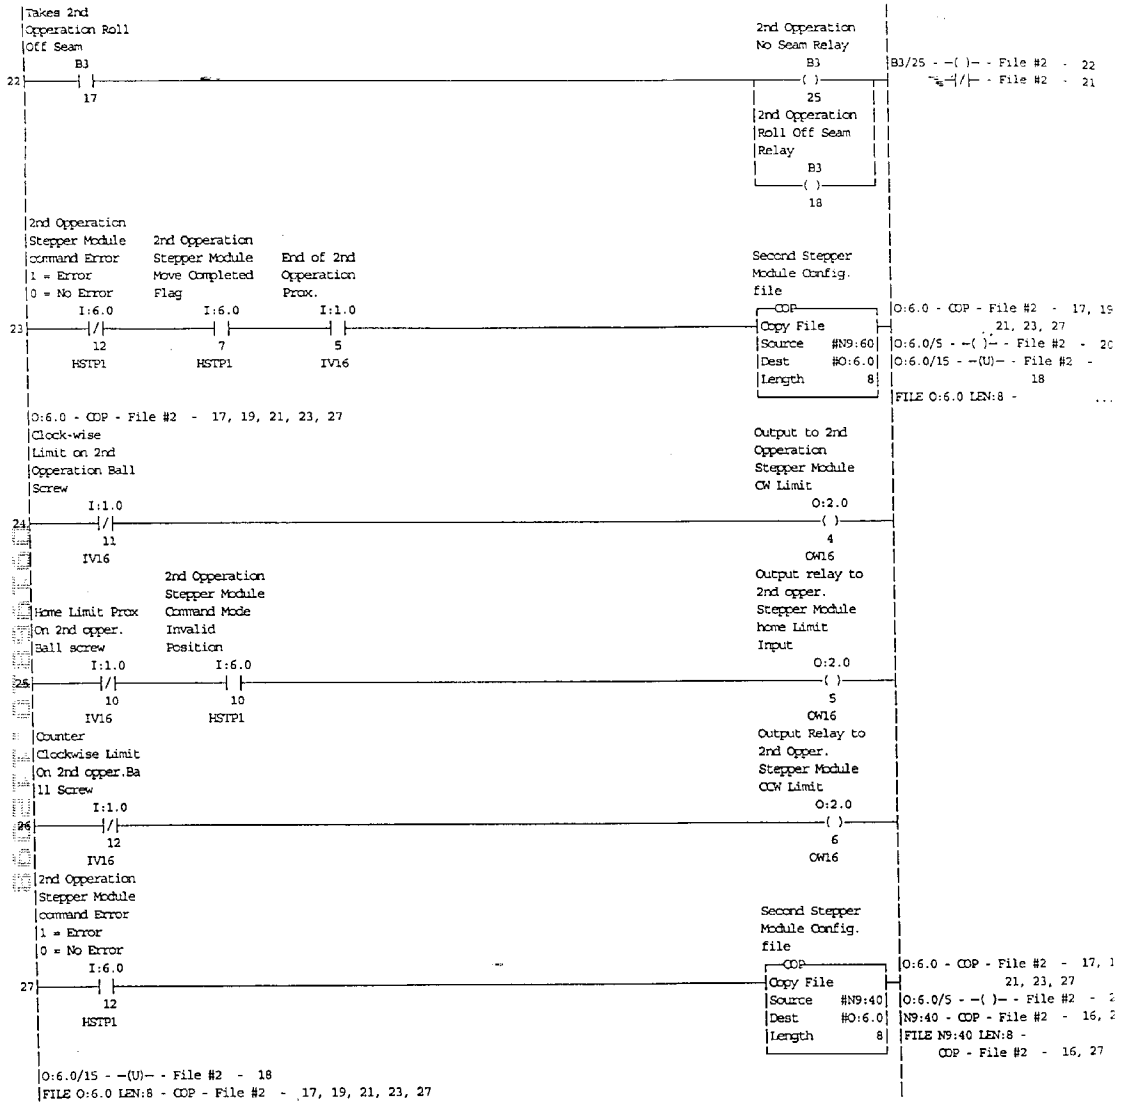 Takes 2nd
Opperation Roll
Off Seam
B3
17
22
2nd Opperation
No Seam Relay
B3
( )
25
2nd Opperation
Roll Off Seam
Relay
B3
( )
18
B3/25 - -( )- - File #2 - 22
-]/[- - File #2 - 21
2nd Opperation
Stepper Module
command Error
1 = Error
0 = No Error
I:6.0
12
HSTP1
2nd Opperation
Stepper Module
Move Completed
Flag
I:6.0
7
HSTP1
End of 2nd
Opperation
Prox.
I:1.0
5
IV16
23
Second Stepper
Module Config.
file
COP
Copy File
Source #N9:60
Dest #O:6.0
Length 8
O:6.0 - COP - File #2 - 17, 19
21, 23, 27
O:6.0/5 - -( )- - File #2 - 20
O:6.0/15 - -(U)- - File #2 -
18
FILE O:6.0 LEN:8 - ...
O:6.0 - COP - File #2 - 17, 19, 21, 23, 27
Clock-wise
Limit on 2nd
Opperation Ball
Screw
I:1.0
11
IV16
24
Output to 2nd
Opperation
Stepper Module
CW Limit
O:2.0
( )
4
OW16
Home Limit Prox
On 2nd opper.
Ball screw
I:1.0
10
IV16
2nd Opperation
Stepper Module
Command Mode
Invalid
Position
I:6.0
10
HSTP1
25
Output relay to
2nd opper.
Stepper Module
home Limit
Input
O:2.0
( )
5
OW16
Counter
Clockwise Limit
On 2nd opper.Ba
ll Screw
I:1.0
12
IV16
26
Output Relay to
2nd Opper.
Stepper Module
CCW Limit
O:2.0
( )
6
OW16
2nd Opperation
Stepper Module
command Error
1 = Error
0 = No Error
I:6.0
12
HSTP1
27
Second Stepper
Module Config.
file
COP
Copy File
Source #N9:40
Dest #O:6.0
Length 8
O:6.0 - COP - File #2 - 17, 1
21, 23, 27
O:6.0/5 - -( )- - File #2 - 2
N9:40 - COP - File #2 - 16, 2
FILE N9:40 LEN:8 -
COP - File #2 - 16, 27
O:6.0/15 - -(U)- - File #2 - 18
FILE O:6.0 LEN:8 - COP - File #2 - 17, 19, 21, 23, 27